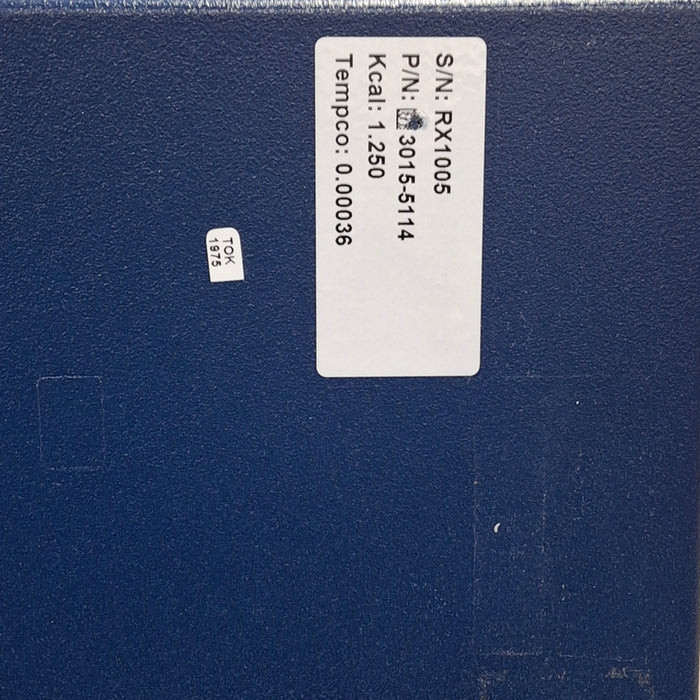 S/N: RX1005
P/N: 3015-5114
Kcal: 1.250
Tempco: 0.00036
TOK
1975